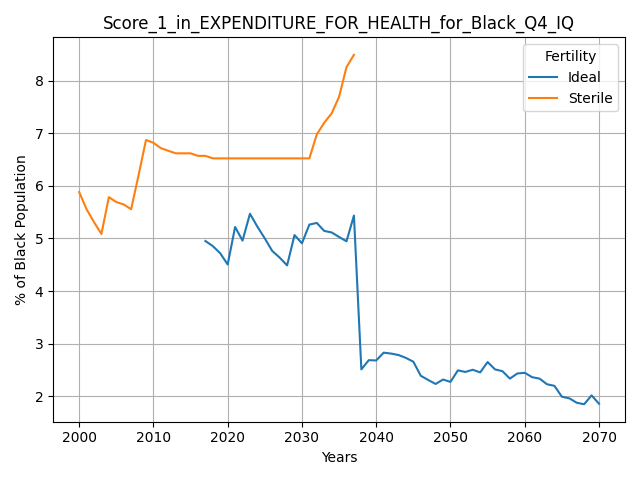 Score_1_in_EXPENDITURE_FOR_HEALTH_for_Black_Q4_IQ
Fertility
Ideal
Sterile
% of Black Population
8
7
6
5
4
3
2
2000 2010 2020 2030 2040 2050 2060 2070
Years